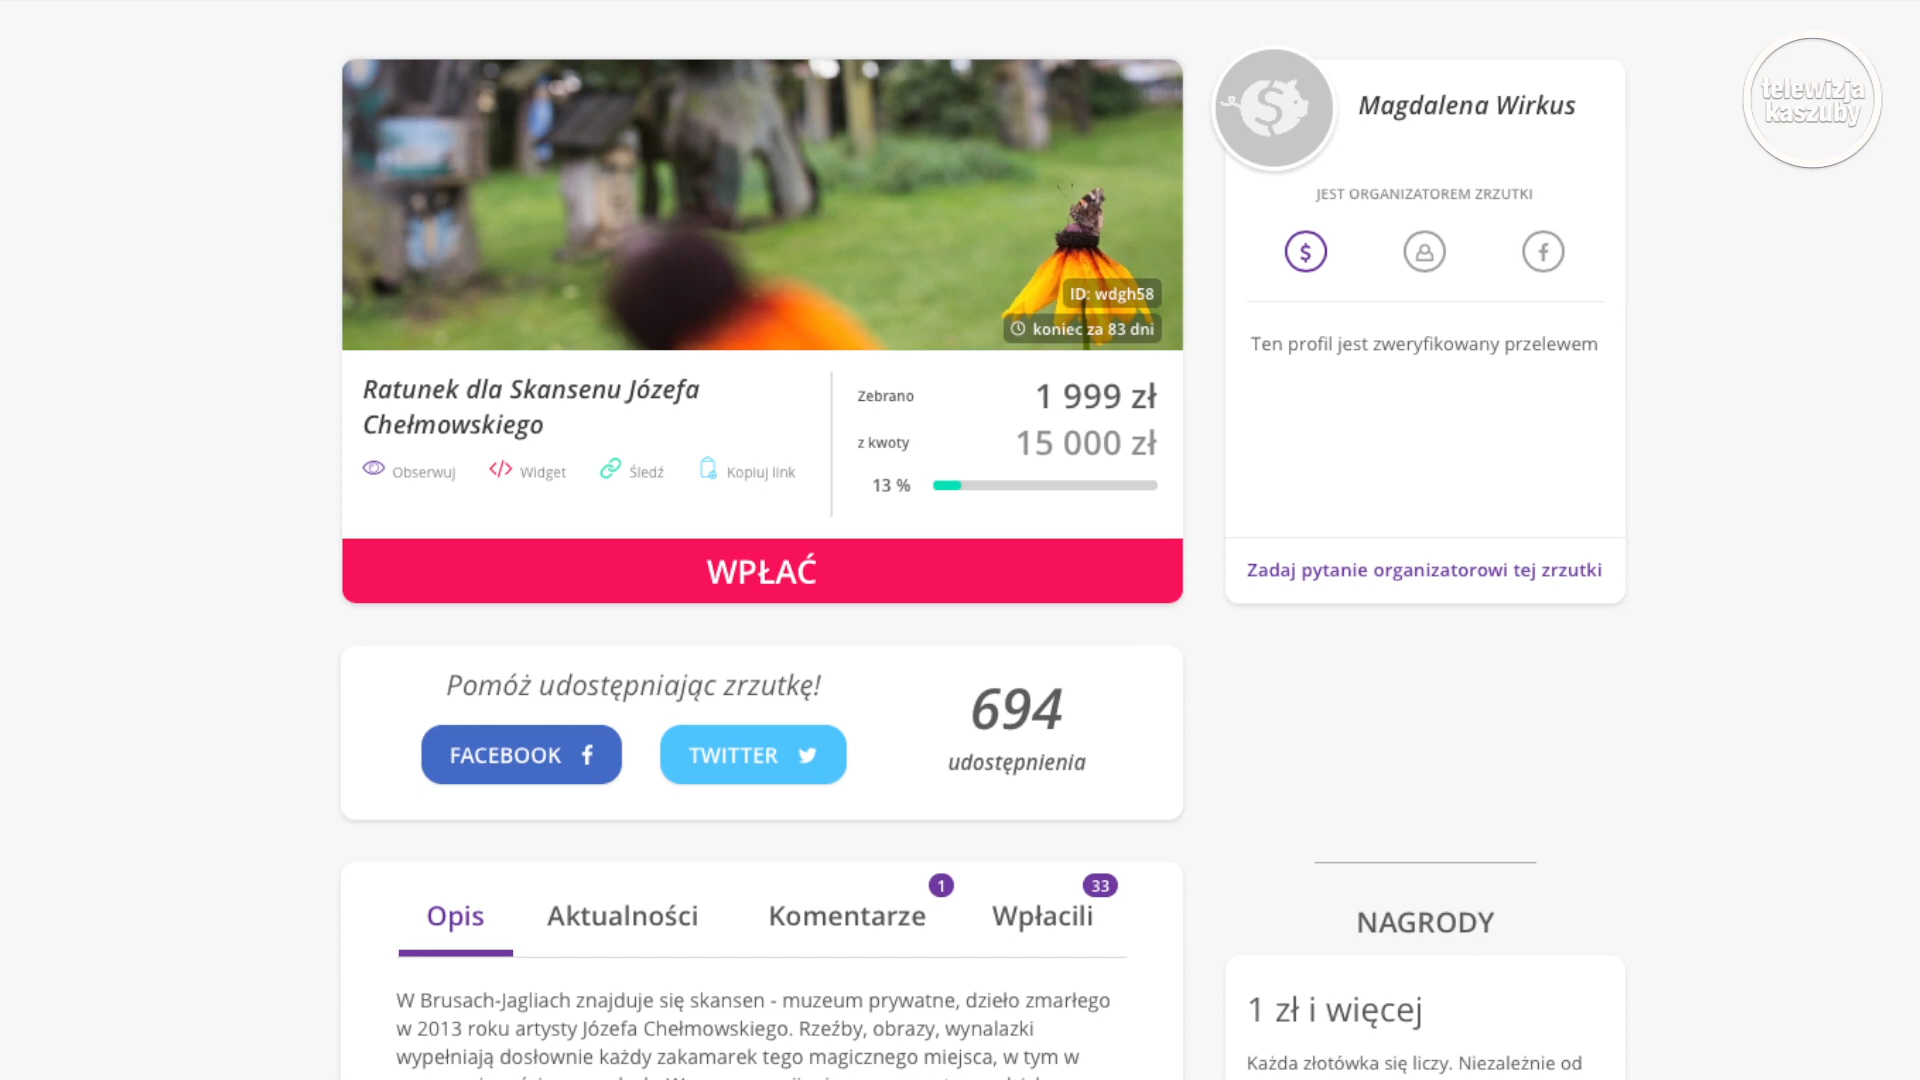 telewizja
kaszuby
Magdalena Wirkus
JEST ORGANIZATOREM ZRZUTKI
ID: wdgh58
koniec za 83 dni
Ten profil jest zweryfikowany przelewem
Ratunek dla Skansenu Józefa
Chełmowskiego
Obserwuj Widget Śledź Kopiuj link
Zebrano 1 999 zł
z kwoty 15 000 zł
13 %
WPŁAĆ
Zadaj pytanie organizatorowi tej zrzutki
Pomóż udostępniając zrzutkę!
FACEBOOK TWITTER
694
udostępnienia
Opis Aktualności Komentarze 1 Wpłacili 33
W Brusach-Jagliach znajduje się skansen - muzeum prywatne, dzieło zmarłego
w 2013 roku artysty Józefa Chełmowskiego. Rzeźby, obrazy, wynalazki
wypełniają dosłownie każdy zakamarek tego magicznego miejsca, w tym w
NAGRODY
1 zł i więcej
Każda złotówka się liczy. Niezależnie od